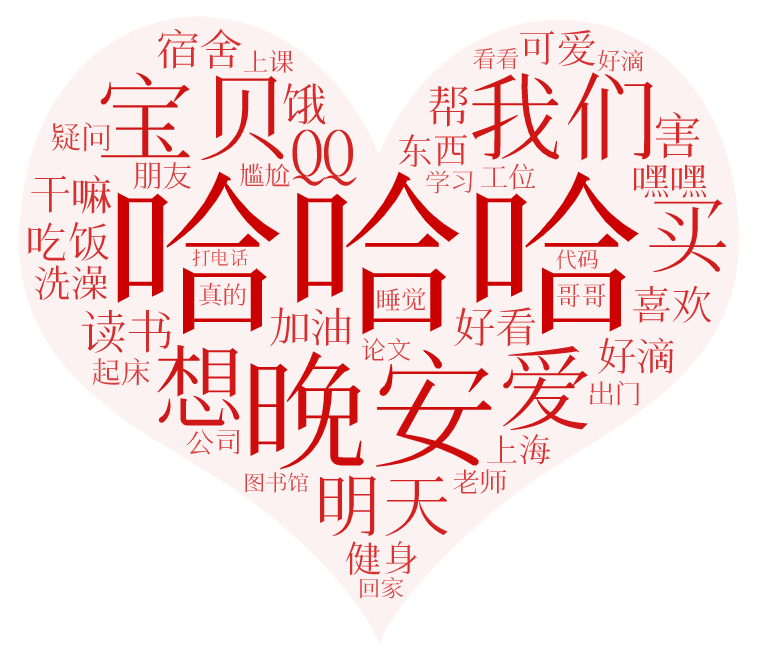 宿舍 上课 看看 可爱 好滴
宝贝 饿 帮 我们
疑问 QQ 东西 害
朋友 尴尬 学习 工位 嘿嘿
干嘛 哈哈哈 买
吃饭 打电话 代码
洗澡 真的 睡觉 哥哥 喜欢
读书 加油 好看
起床 论文 好滴
想 晚安 爱 出门
公司 上海
图书馆 明天 老师
健身
回家